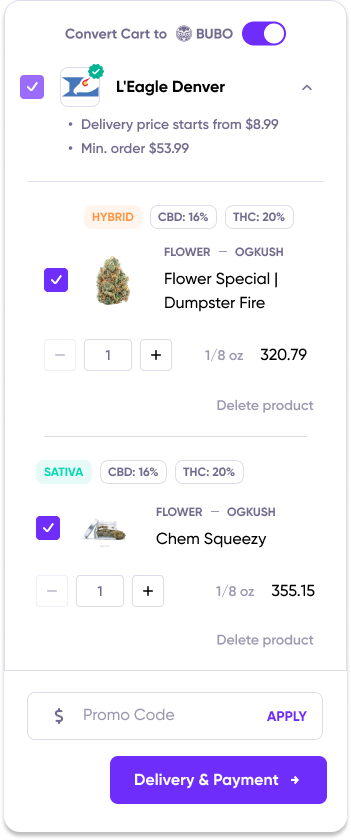 Convert Cart to BUBO
L'Eagle Denver
• Delivery price starts from $8.99
• Min. order $53.99
HYBRID CBD: 16% THC: 20%
FLOWER — OGKUSH
Flower Special |
Dumpster Fire
− 1 + 1/8 oz 320.79
Delete product
SATIVA CBD: 16% THC: 20%
FLOWER — OGKUSH
Chem Squeezy
− 1 + 1/8 oz 355.15
Delete product
$ Promo Code APPLY
Delivery & Payment →